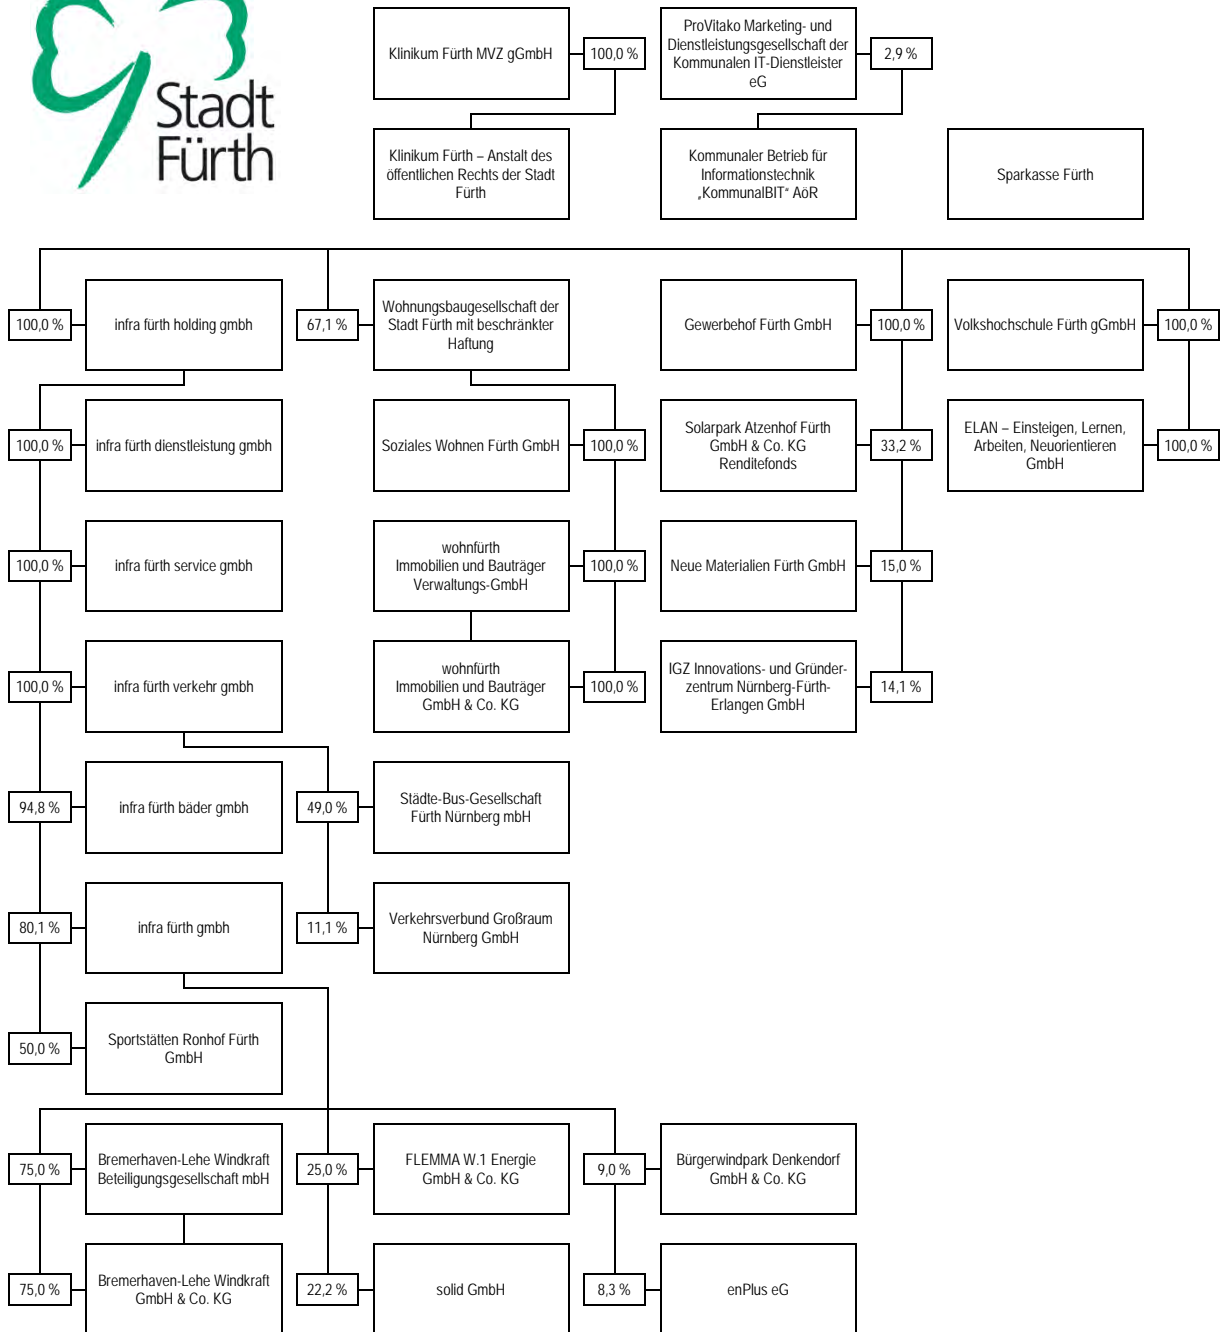 Stadt
Fürth
Klinikum Fürth MVZ gGmbH
100,0 %
ProVitako Marketing- und
Dienstleistungsgesellschaft der
Kommunalen IT-Dienstleister
eG
2,9 %
Klinikum Fürth – Anstalt des
öffentlichen Rechts der Stadt
Fürth
Kommunaler Betrieb für
Informationstechnik
„KommunalBIT“ AöR
Sparkasse Fürth
100,0 %
infra fürth holding gmbh
67,1 %
Wohnungsbaugesellschaft der
Stadt Fürth mit beschränkter
Haftung
Gewerbehof Fürth GmbH
100,0 %
Volkshochschule Fürth gGmbH
100,0 %
100,0 %
infra fürth dienstleistung gmbh
Soziales Wohnen Fürth GmbH
100,0 %
Solarpark Atzenhof Fürth
GmbH & Co. KG
Renditefonds
33,2 %
ELAN – Einsteigen, Lernen,
Arbeiten, Neuorientieren
GmbH
100,0 %
100,0 %
infra fürth service gmbh
wohnfürth
Immobilien und Bauträger
Verwaltungs-GmbH
100,0 %
Neue Materialien Fürth GmbH
15,0 %
100,0 %
infra fürth verkehr gmbh
wohnfürth
Immobilien und Bauträger
GmbH & Co. KG
100,0 %
IGZ Innovations- und Gründer-
zentrum Nürnberg-Fürth-
Erlangen GmbH
14,1 %
94,8 %
infra fürth bäder gmbh
49,0 %
Städte-Bus-Gesellschaft
Fürth Nürnberg mbH
80,1 %
infra fürth gmbh
11,1 %
Verkehrsverbund Großraum
Nürnberg GmbH
50,0 %
Sportstätten Ronhof Fürth
GmbH
75,0 %
Bremerhaven-Lehe Windkraft
Beteiligungsgesellschaft mbH
25,0 %
FLEMMA W.1 Energie
GmbH & Co. KG
9,0 %
Bürgerwindpark Denkendorf
GmbH & Co. KG
75,0 %
Bremerhaven-Lehe Windkraft
GmbH & Co. KG
22,2 %
solid GmbH
8,3 %
enPlus eG